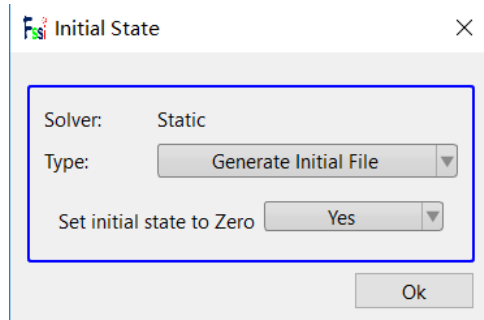 Fssi Initial State
Solver: Static
Type: Generate Initial File
Set initial state to Zero Yes
Ok